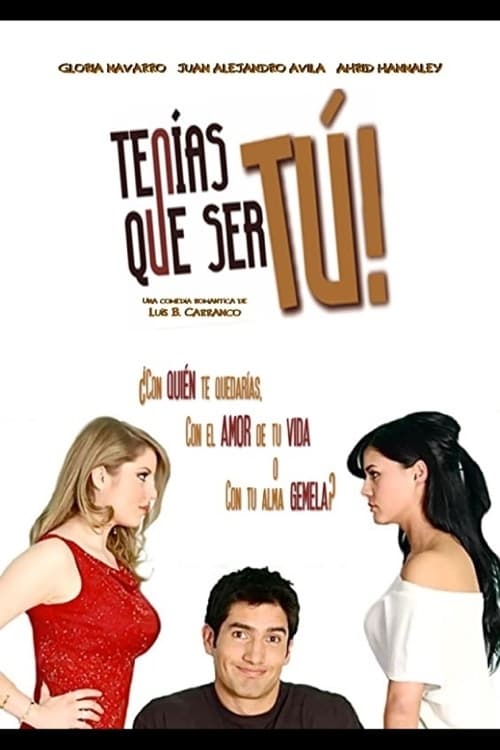 GLORIA NAVARRO JUAN ALEJANDRO AVILA AHRID HANNALEY
TENÍAS
QUE SER TÚ!
UNA COMEDIA ROMANTICA DE
LUIS B. CARRANCO
¿CON QUIÉN TE QUEDARÍAS,
CON EL AMOR DE TU VIDA
O
CON TU ALMA GEMELA?